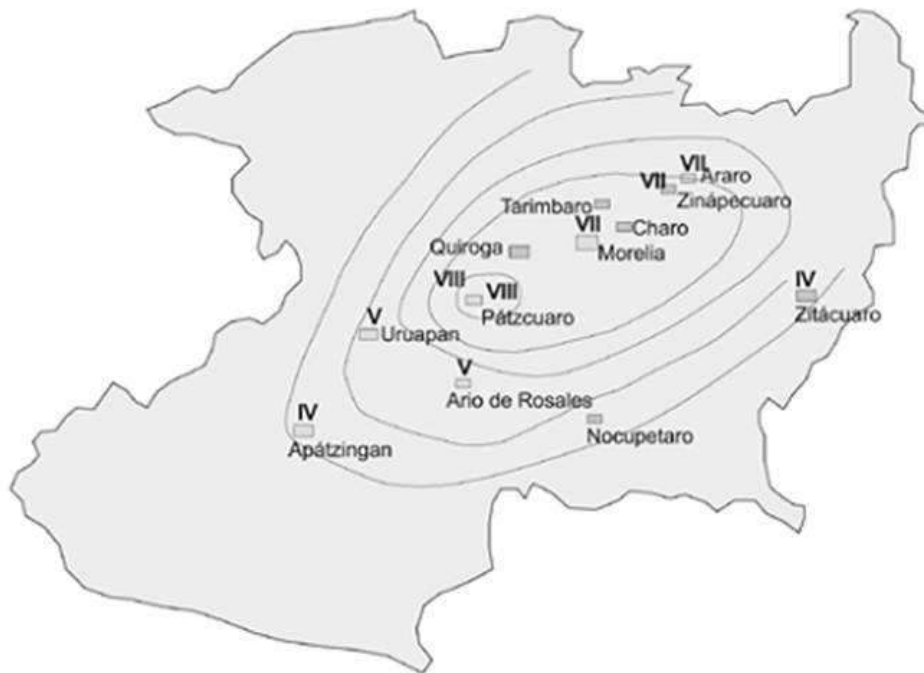 VII
Araro
VII
Zinápecuaro
Tarimbaro
VII
Charo
Quiroga
Morelia
VIII
VIII
Pátzcuaro
IV
Zitácuaro
V
Uruapan
V
Ario de Rosales
IV
Nocupetaro
Apátzingan